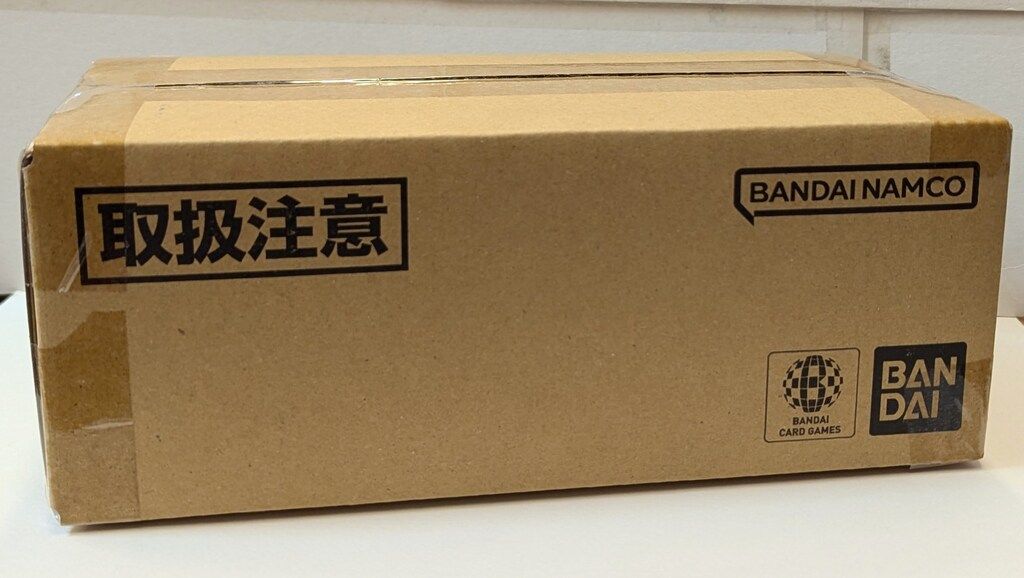 取扱注意
BANDAI NAMCO
BANDAI
CARD GAMES
BAN
DAI